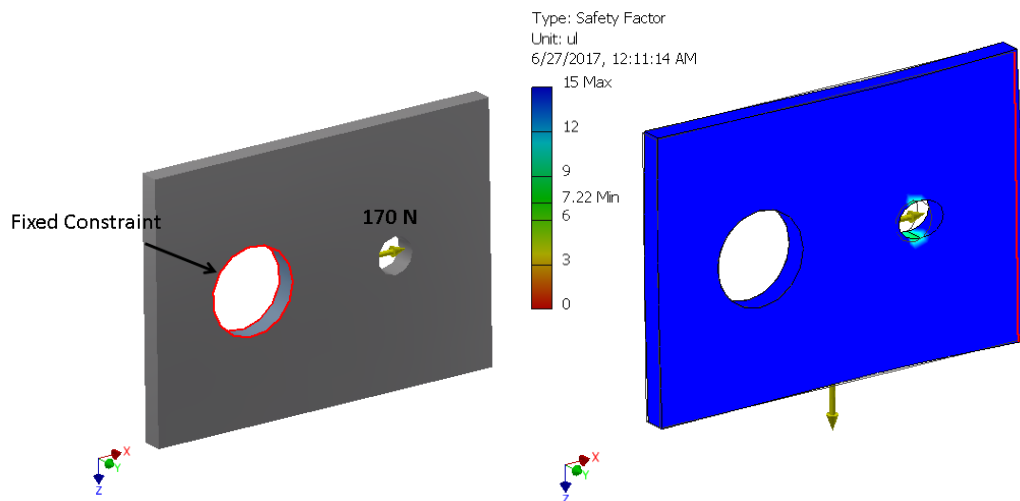 Fixed Constraint
170 N
X
Y
Z
Type: Safety Factor
Unit: ul
6/27/2017, 12:11:14 AM
15 Max
12
9
7.22 Min
6
3
0
X
Y
Z